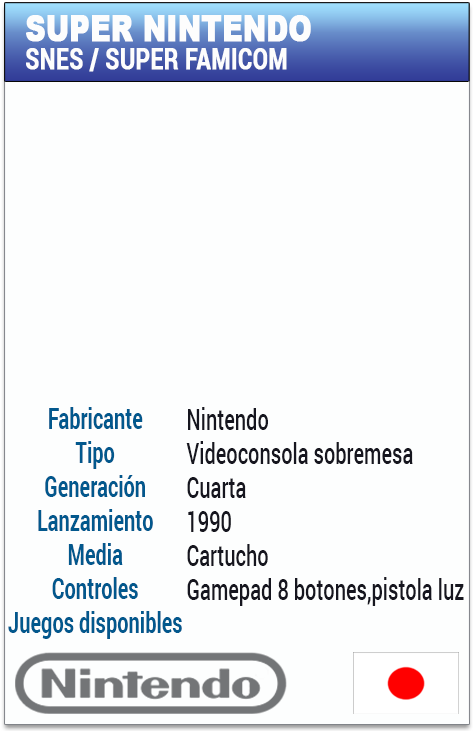 SUPER NINTENDO
SNES / SUPER FAMICOM
Fabricante Nintendo
Tipo Videoconsola sobremesa
Generación Cuarta
Lanzamiento 1990
Media Cartucho
Controles Gamepad 8 botones,pistola luz
Juegos disponibles
Nintendo